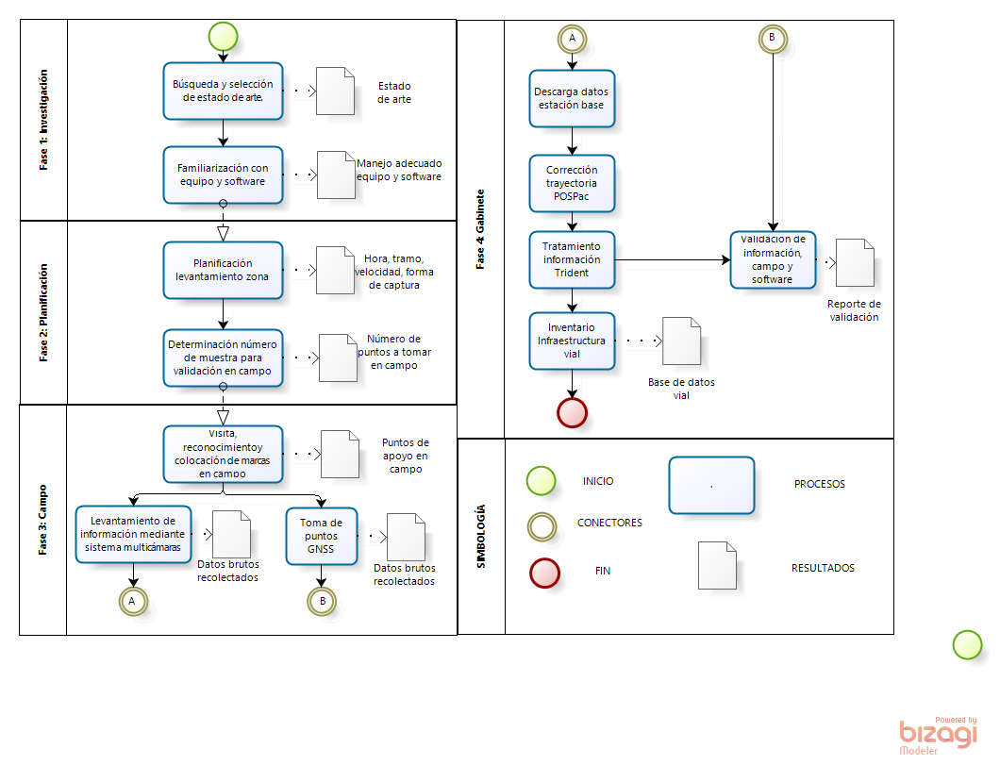 Fase 1: Investigación
Búsqueda y selección
de estado de arte.
Estado
de arte
Familiarización con
equipo y software
Manejo adecuado
equipo y software
Fase 2: Planificación
Planificación
levantamiento zona
Hora, tramo,
velocidad, forma
de captura
Determinación número
de muestra para
validación en campo
Número de
puntos a tomar
en campo
Fase 3: Campo
Visita,
reconocimientoy
colocación de marcas
en campo
Puntos de
apoyo en
campo
Levantamiento de
información mediante
sistema multicámaras
Datos brutos
recolectados
Toma de
puntos
GNSS
Datos brutos
recolectados
A
B
Fase 4: Gabinete
A
B
Descarga datos
estación base
Corrección
trayectoria
POSPac
Tratamiento
información
Trident
Validación de
información,
campo y
software
Reporte de
validación
Inventario
Infraestructura
vial
Base de datos
vial
SIMBOLOGÍA
INICIO
.
PROCESOS
CONECTORES
FIN
RESULTADOS
Powered by
bizagi
Modeler